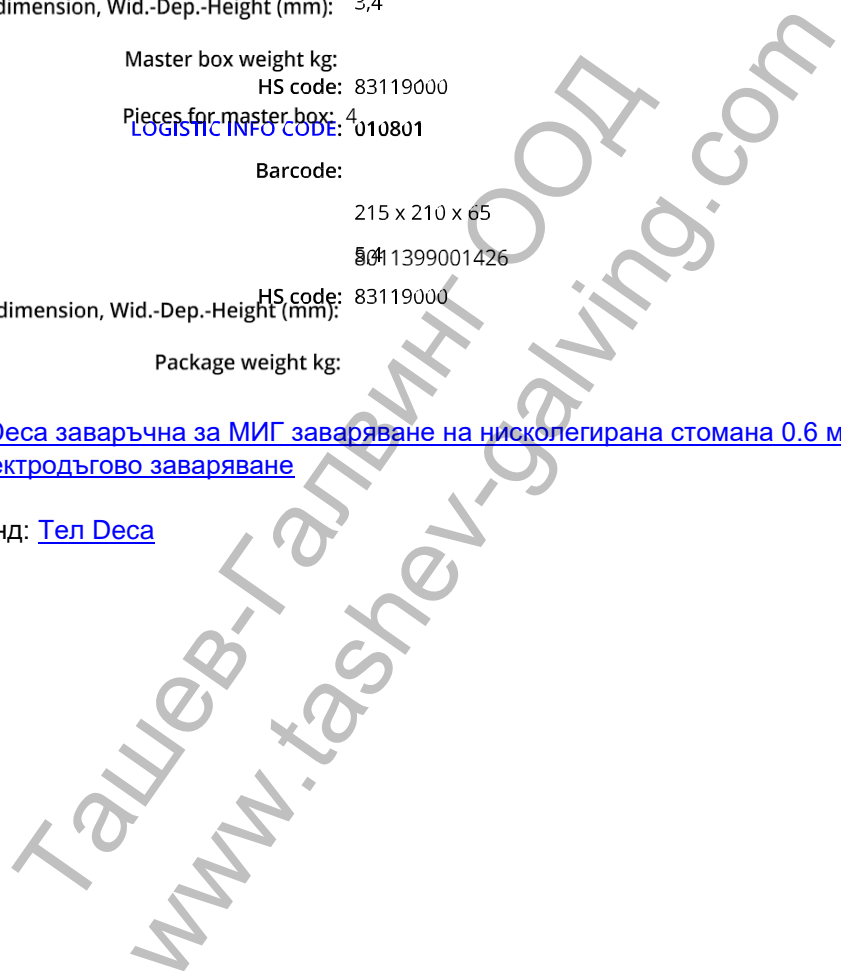 dimension, Wid.-Dep.-Height (mm): 3,4
Master box weight kg:
HS code: 83119000
Pieces for master box: 4
LOGISTIC INFO CODE: 010801
Barcode:
215 x 210 x 65
5,4
8011399001426
HS code: 83119000
dimension, Wid.-Dep.-Height (mm):
Package weight kg:
Deca заваръчна за МИГ заваряване на нисколегирана стомана 0.6 м
ектродъгово заваряване
нд: Тел Deca
Ташев-Галвинг ООД
www.tashev-galving.com